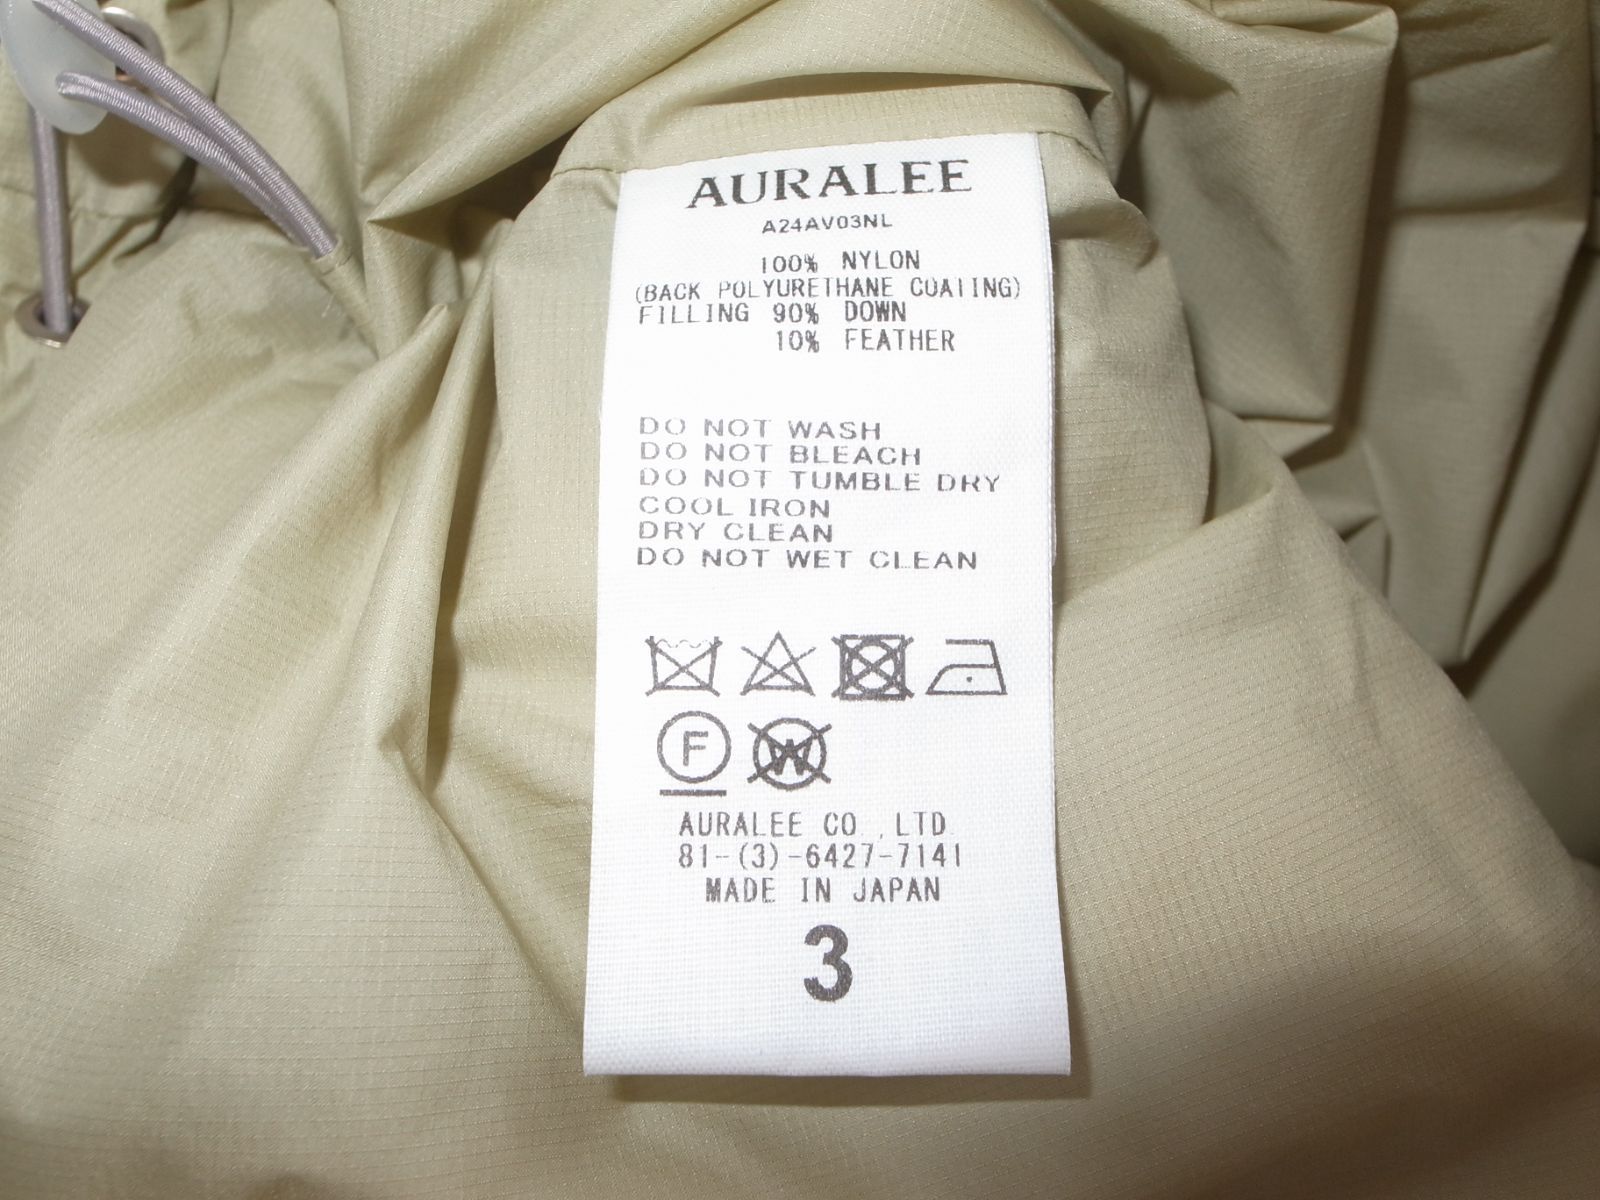 AURALEE
A24AV03NL
100% NYLON
(BACK POLYURETHANE COATING)
FILLING 90% DOWN
10% FEATHER
DO NOT WASH
DO NOT BLEACH
DO NOT TUMBLE DRY
COOL IRON
DRY CLEAN
DO NOT WET CLEAN
F W
AURALEE CO.,LTD.
81-(3)-6427-7141
MADE IN JAPAN
3